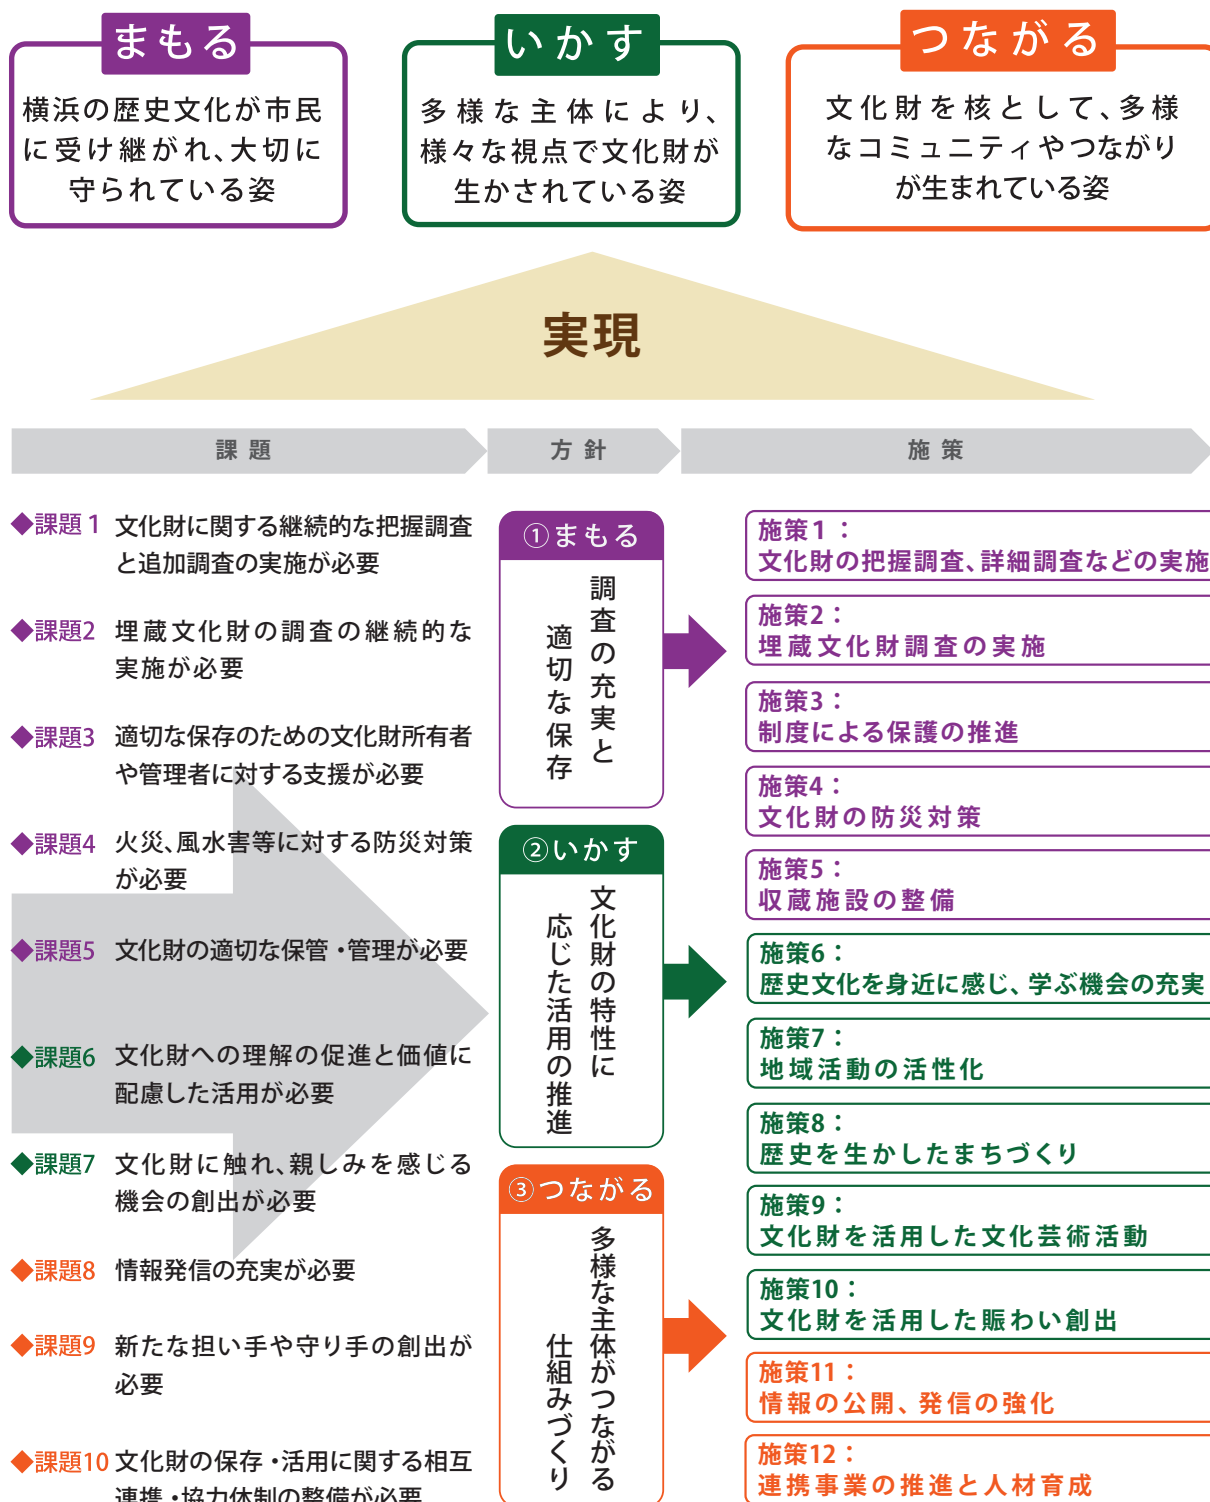 まもる
横浜の歴史文化が市民
に受け継がれ、大切に
守られている姿
いかす
多様な主体により、
様々な視点で文化財が
生かされている姿
つながる
文化財を核として、多様
なコミュニティやつながり
が生まれている姿
実現
課題
方針
施策
◆課題1 文化財に関する継続的な把握調査
と追加調査の実施が必要
◆課題2 埋蔵文化財の調査の継続的な
実施が必要
◆課題3 適切な保存のための文化財所有者
や管理者に対する支援が必要
◆課題4 火災、風水害等に対する防災対策
が必要
◆課題5 文化財の適切な保管・管理が必要
◆課題6 文化財への理解の促進と価値に
配慮した活用が必要
◆課題7 文化財に触れ、親しみを感じる
機会の創出が必要
◆課題8 情報発信の充実が必要
◆課題9 新たな担い手や守り手の創出が
必要
◆課題10 文化財の保存・活用に関する相互
連携・協力体制の整備が必要
①まもる
調査の充実と
適切な保存
②いかす
文化財の特性に
応じた活用の推進
③つながる
多様な主体がつながる
仕組みづくり
施策1：
文化財の把握調査、詳細調査などの実施
施策2：
埋蔵文化財調査の実施
施策3：
制度による保護の推進
施策4：
文化財の防災対策
施策5：
収蔵施設の整備
施策6：
歴史文化を身近に感じ、学ぶ機会の充実
施策7：
地域活動の活性化
施策8：
歴史を生かしたまちづくり
施策9：
文化財を活用した文化芸術活動
施策10：
文化財を活用した賑わい創出
施策11：
情報の公開、発信の強化
施策12：
連携事業の推進と人材育成